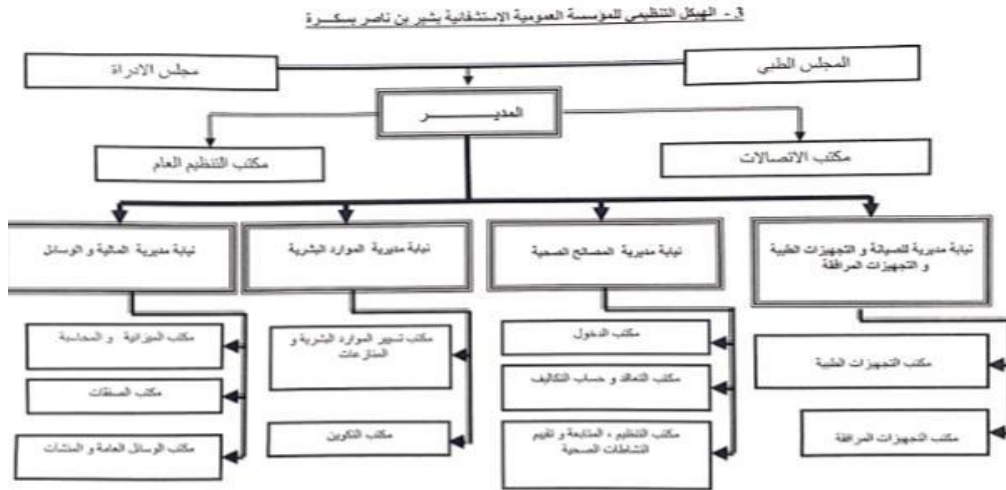 3 - الهيكل التنظيمي للمؤسسة العمومية الاستشفائية بشير بن ناصر بسكـــرة
المجلس الطبي
مجلس الادراة
المديــــــــر
مكتب الاتصالات
مكتب التنظيم العام
نيابة مديرية للصيانة و التجهيزات الطبية
و التجهيزات المرافقة
نيابة مديرية المصالح الصحية
نيابة مديرية الموارد البشرية
نيابة مديرية المالية و الوسائل
مكتب التجهيزات الطبية
مكتب التجهيزات المرافقة
مكتب الدخول
مكتب التعاقد و حساب التكاليف
مكتب التنظيم ، المتابعة و تقييم
النشاطات الصحية
مكتب تسيير الموارد البشرية و
المنازعات
مكتب التكوين
مكتب الميزانية و المحاسبة
مكتب الصفقات
مكتب الوسائل العامة و المنشات